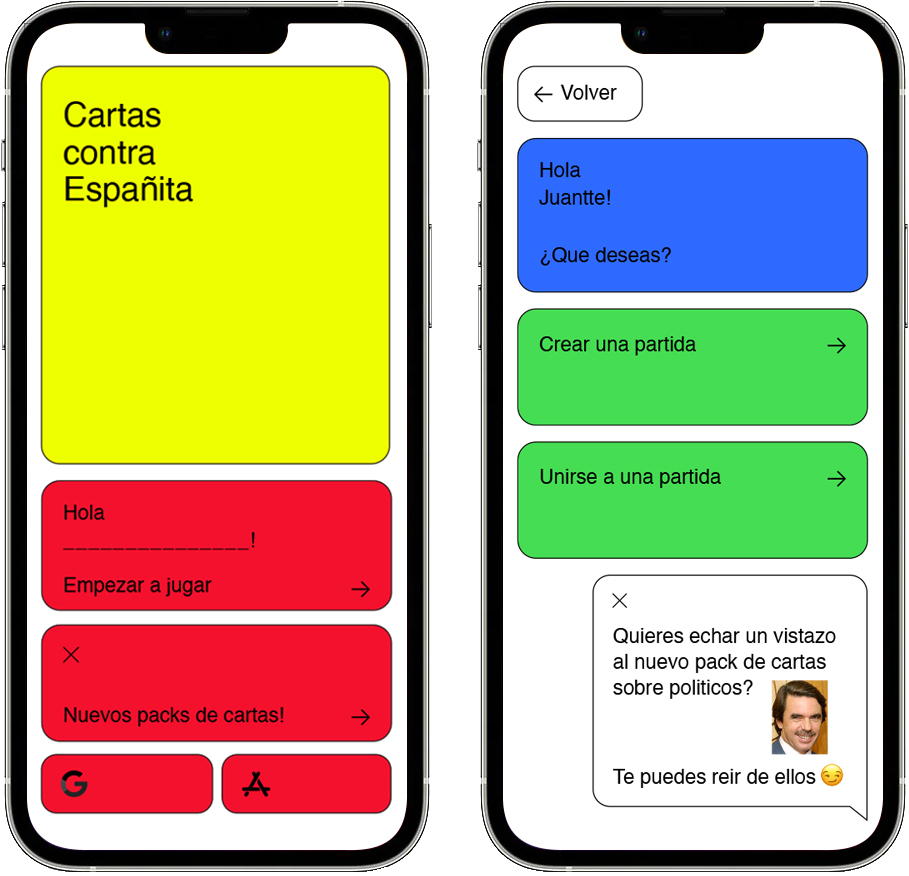 Cartas
contra
Españita
Hola
_______________!
Empezar a jugar
Nuevos packs de cartas!
G
Volver
Hola
Juantte!
¿Que deseas?
Crear una partida
Unirse a una partida
Quieres echar un vistazo
al nuevo pack de cartas
sobre politicos?
Te puedes reir de ellos 😏